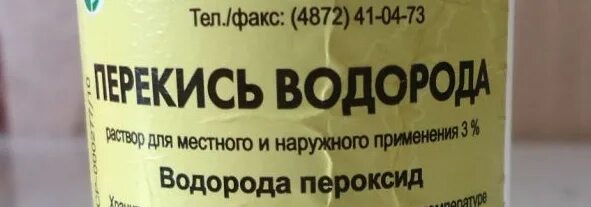 Тел./факс: (4872) 41-04-73
ПЕРЕКИСЬ ВОДОРОДА
раствор для местного и наружного применения 3 %
Водорода пероксид